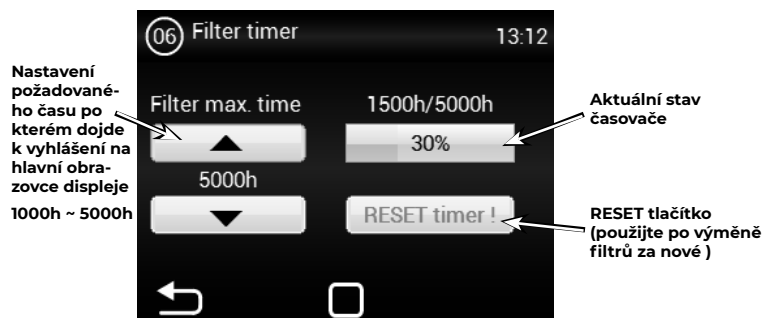 06 Filter timer 13:12
Nastavení
požadované-
ho času po
kterém dojde
k vyhlášení na
hlavní obra-
zovce displeje
1000h ~ 5000h
Filter max. time
5000h
1500h/5000h
30%
RESET timer !
Aktuální stav
časovače
RESET tlačítko
(použijte po výměně
filtrů za nové )